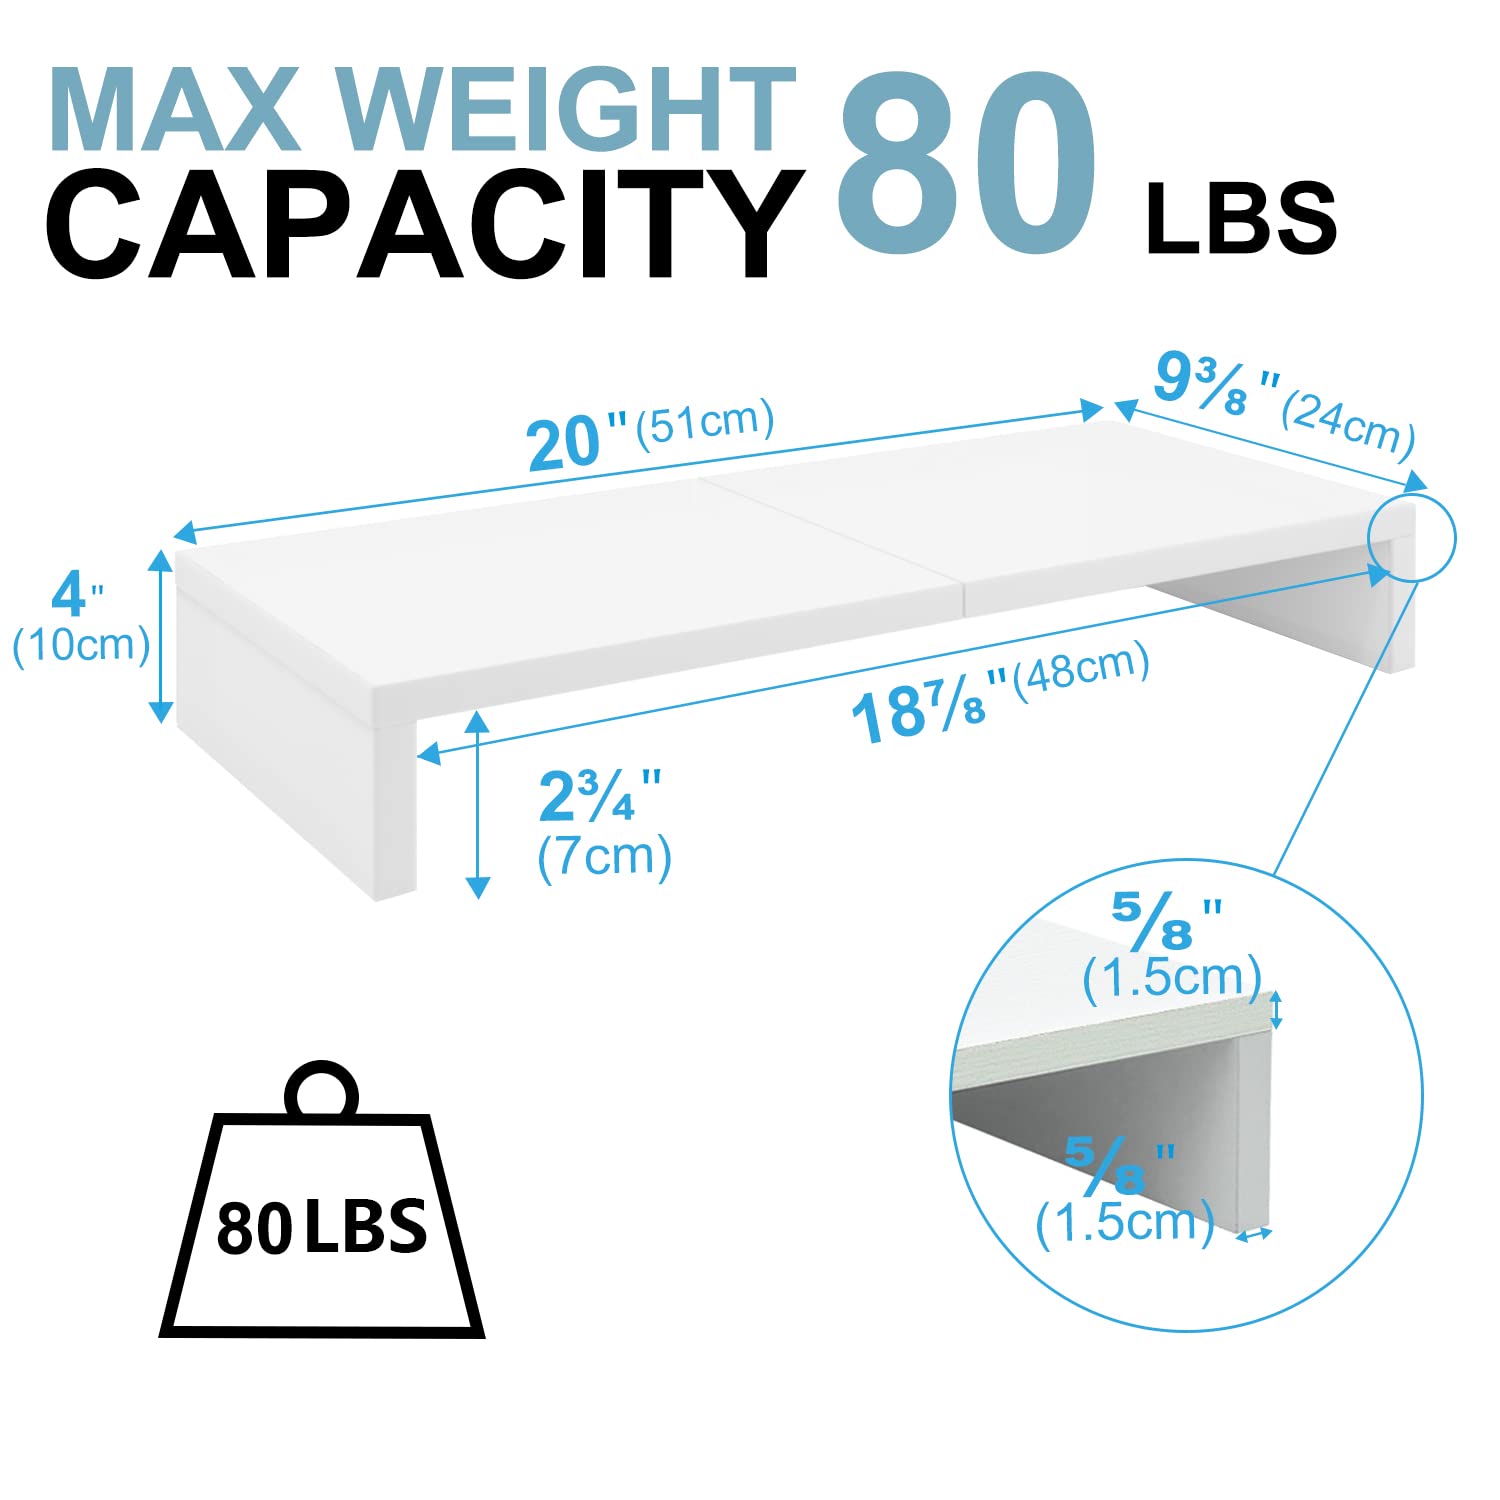 MAX WEIGHT
CAPACITY
80 LBS
20"(51cm)
9⅜"(24cm)
4"
(10cm)
18⅞"(48cm)
2¾"
(7cm)
⅝"
(1.5cm)
⅝"
(1.5cm)
80 LBS